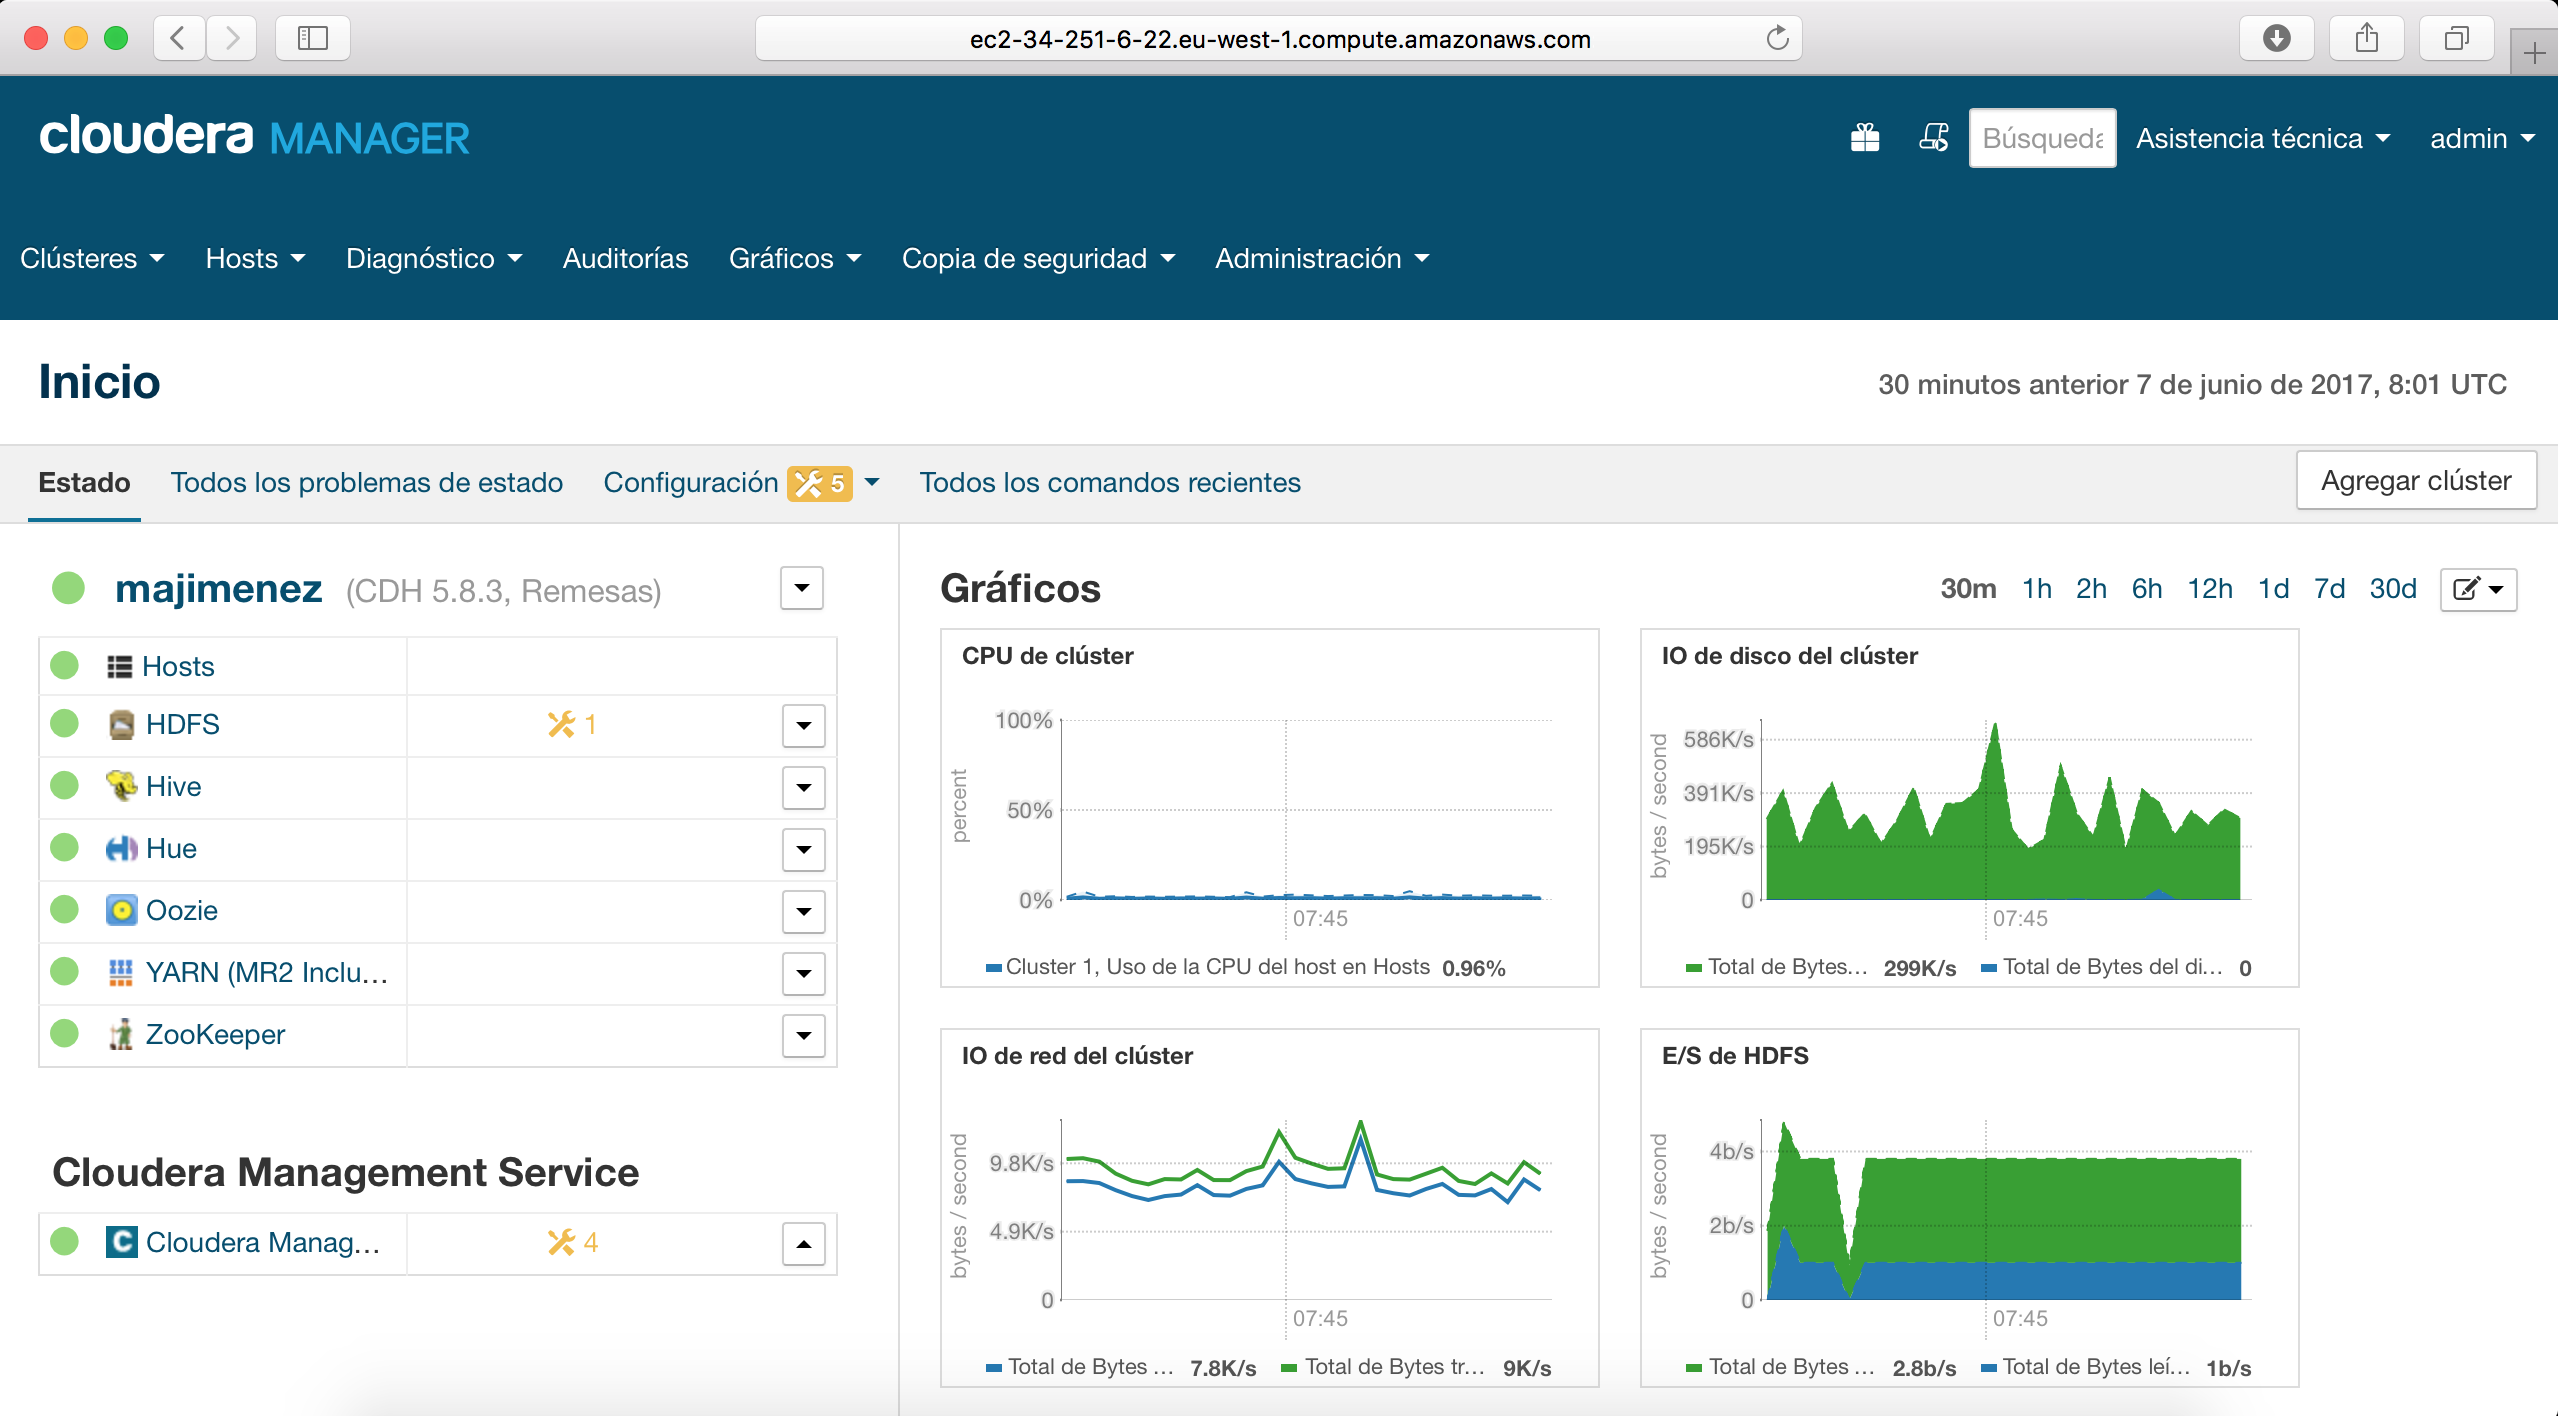 ec2-34-251-6-22.eu-west-1.compute.amazonaws.com
cloudera MANAGER
Búsqueda
Asistencia técnica
admin
Clústeres
Hosts
Diagnóstico
Auditorías
Gráficos
Copia de seguridad
Administración
Inicio
30 minutos anterior 7 de junio de 2017, 8:01 UTC
Estado
Todos los problemas de estado
Configuración 5
Todos los comandos recientes
Agregar clúster
majimenez (CDH 5.8.3, Remesas)
Hosts
HDFS 1
Hive
Hue
Oozie
YARN (MR2 Inclu...
ZooKeeper
Cloudera Management Service
C Cloudera Manag... 4
Gráficos
30m 1h 2h 6h 12h 1d 7d 30d
CPU de clúster
percent
100%
50%
0%
07:45
Cluster 1, Uso de la CPU del host en Hosts 0.96%
IO de disco del clúster
bytes / second
586K/s
391K/s
195K/s
0
07:45
Total de Bytes... 299K/s Total de Bytes del di... 0
IO de red del clúster
bytes / second
9.8K/s
4.9K/s
0
07:45
Total de Bytes ... 7.8K/s Total de Bytes tr... 9K/s
E/S de HDFS
bytes / second
4b/s
2b/s
0
07:45
Total de Bytes ... 2.8b/s Total de Bytes leí... 1b/s